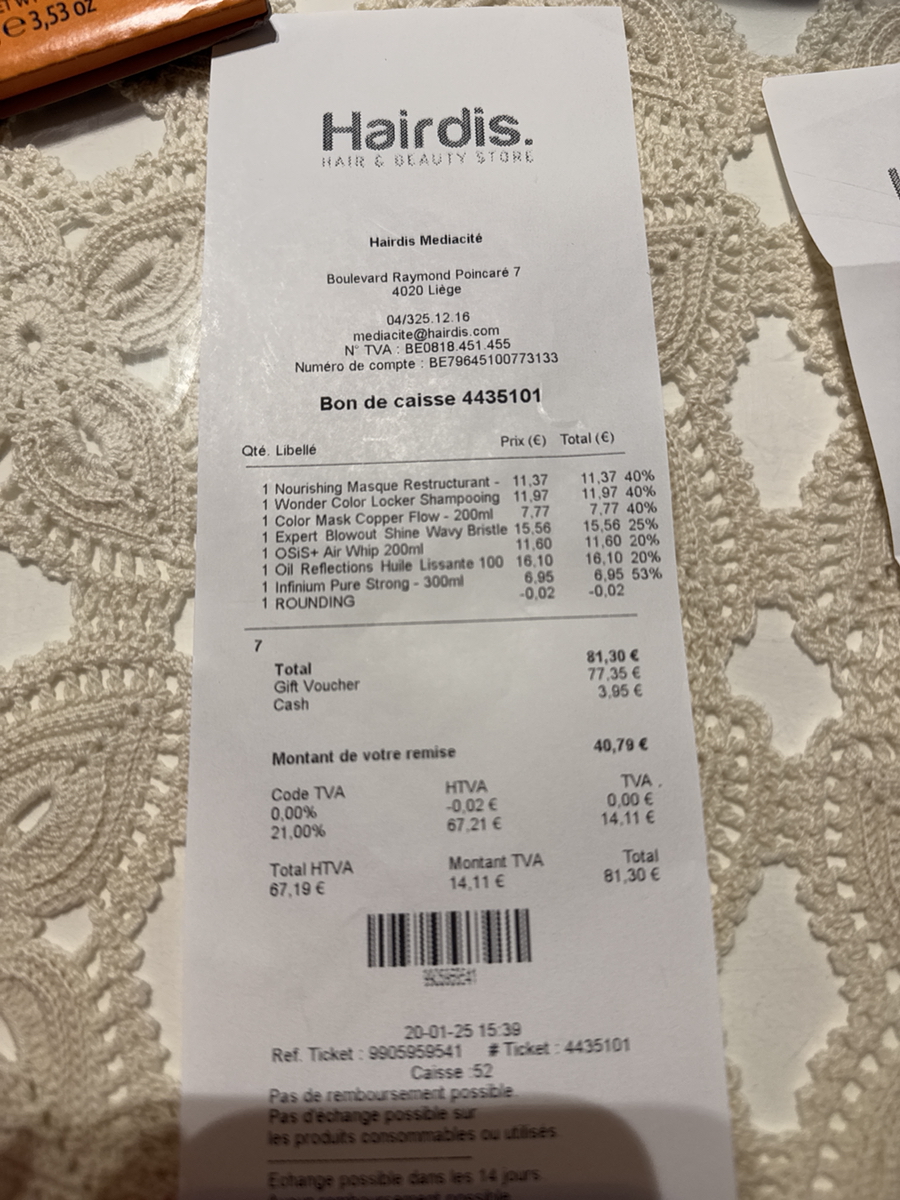 e 3,53 oz
Hairdis.
HAIR & BEAUTY STORE
Hairdis Mediacité
Boulevard Raymond Poincaré 7
4020 Liège
04/325.12.16
mediacite@hairdis.com
N° TVA : BE0818.451.455
Numéro de compte : BE79645100773133
Bon de caisse 4435101
Qté. Libellé Prix (€) Total (€)
1 Nourishing Masque Restructurant - 11,37 11,37 40%
1 Wonder Color Locker Shampooing 11,97 11,97 40%
1 Color Mask Copper Flow - 200ml 7,77 7,77 40%
1 Expert Blowout Shine Wavy Bristle 15,56 15,56 25%
1 OSiS+ Air Whip 200ml 11,60 11,60 20%
1 Oil Reflections Huile Lissante 100 16,10 16,10 20%
1 Infinium Pure Strong - 300ml 6,95 6,95 53%
1 ROUNDING -0,02 -0,02
7
Total 81,30 €
Gift Voucher 77,35 €
Cash 3,95 €
Montant de votre remise 40,79 €
Code TVA HTVA TVA .
0,00% -0,02 € 0,00 €
21,00% 67,21 € 14,11 €
Total HTVA Montant TVA Total
67,19 € 14,11 € 81,30 €
20-01-25 15:39
Ref. Ticket : 9905959541 # Ticket : 4435101
Caisse :52
Pas de remboursement possible.
Pas d'échange possible sur
les produits consommables ou utilisés
Echange possible dans les 14 jours.